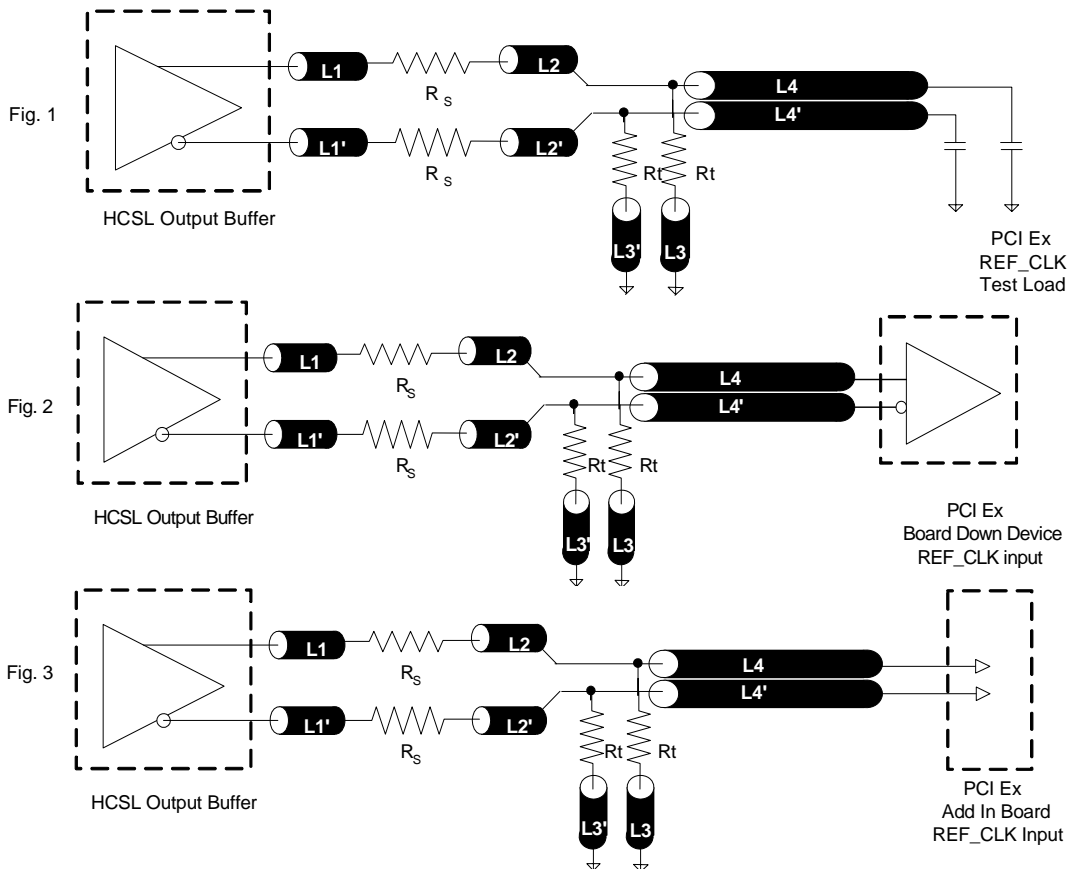 Fig. 1
L1
R S
L2
L4
L1'
R S
L2'
L4'
Rt
Rt
L3'
L3
HCSL Output Buffer
PCI Ex
REF_CLK
Test Load
Fig. 2
L1
RS
L2
L4
L1'
RS
L2'
L4'
Rt
Rt
L3'
L3
HCSL Output Buffer
PCI Ex
Board Down Device
REF_CLK input
Fig. 3
L1
RS
L2
L4
L1'
RS
L2'
L4'
Rt
Rt
L3'
L3
HCSL Output Buffer
PCI Ex
Add In Board
REF_CLK Input